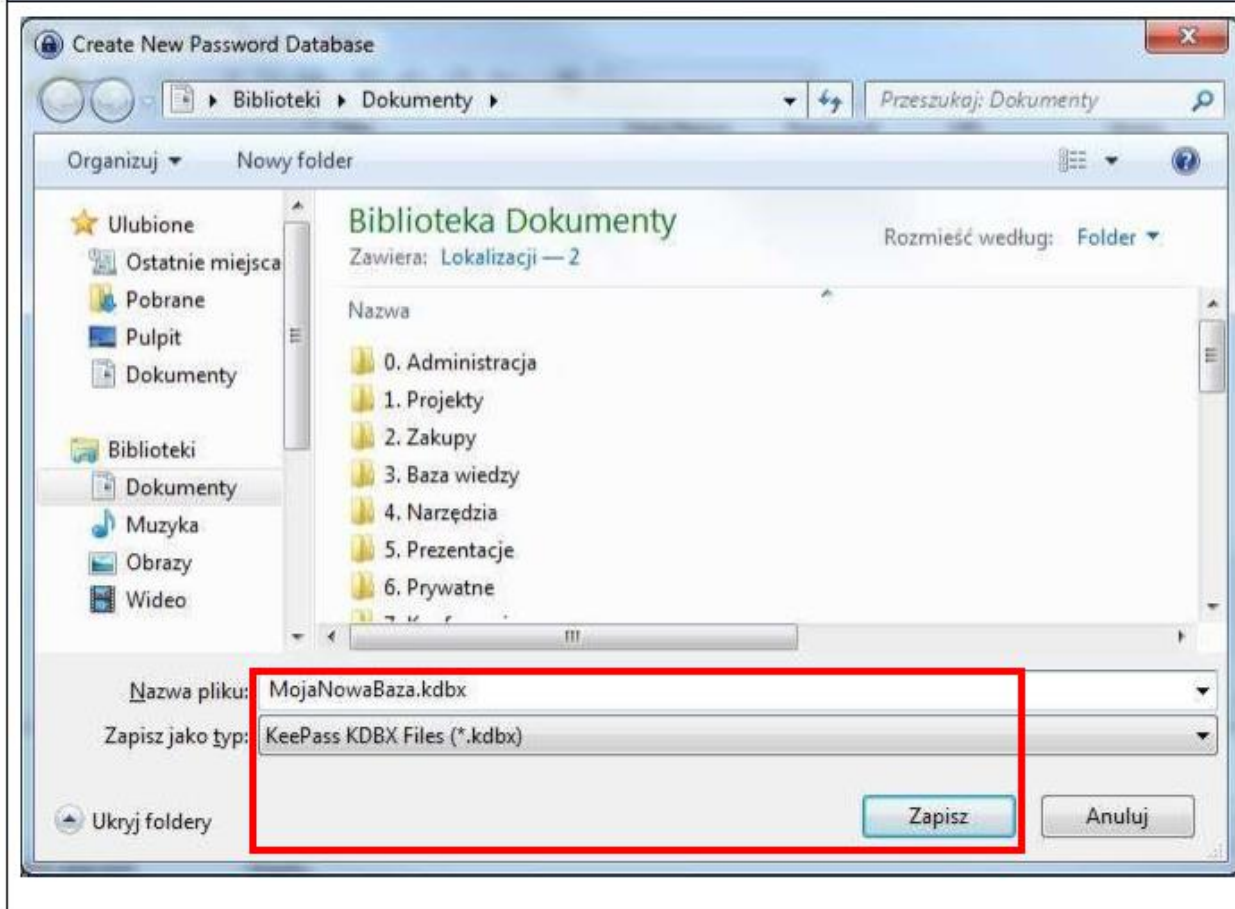 Create New Password Database
Biblioteki Dokumenty Przeszukaj: Dokumenty
Organizuj Nowy folder
Ulubione
Ostatnie miejsca
Pobrane
Pulpit
Dokumenty
Biblioteki
Dokumenty
Muzyka
Obrazy
Wideo
Biblioteka Dokumenty
Zawiera: Lokalizacji — 2
Rozmieść według: Folder
Nazwa
0. Administracja
1. Projekty
2. Zakupy
3. Baza wiedzy
4. Narzędzia
5. Prezentacje
6. Prywatne
Nazwa pliku: MojaNowaBaza.kdbx
Zapisz jako typ: KeePass KDBX Files (*.kdbx)
Ukryj foldery Zapisz Anuluj